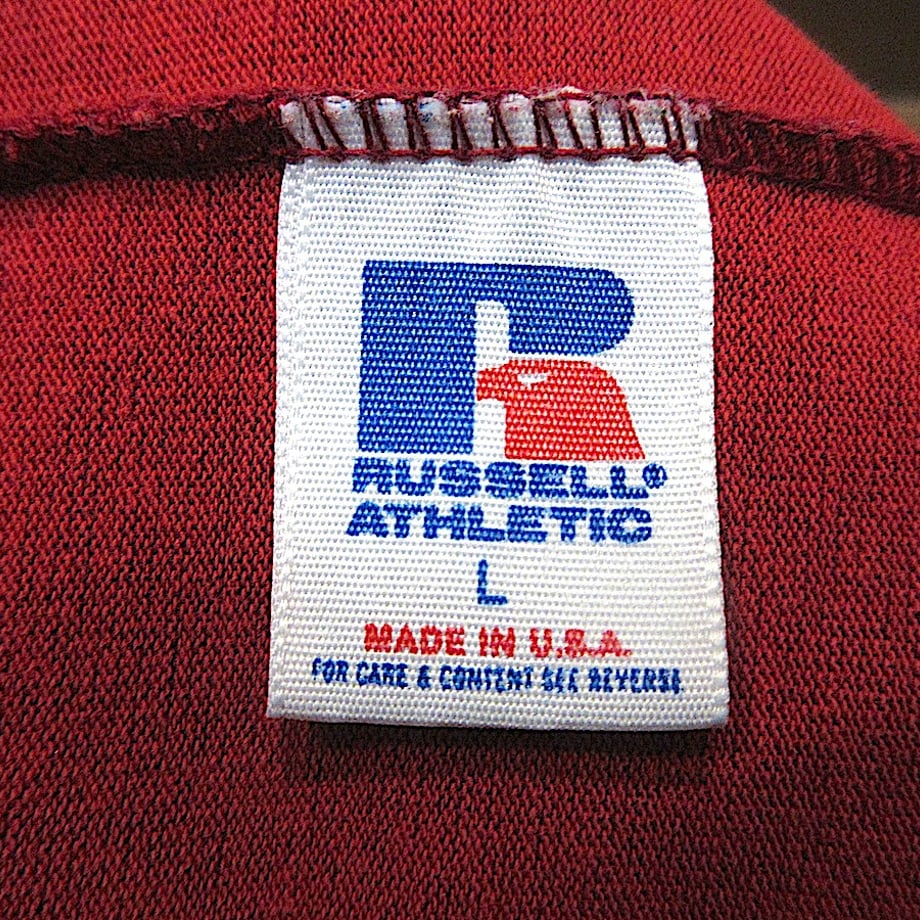 R
RUSSELL®
ATHLETIC
L
MADE IN U.S.A.
FOR CARE & CONTENT SEE REVERSE